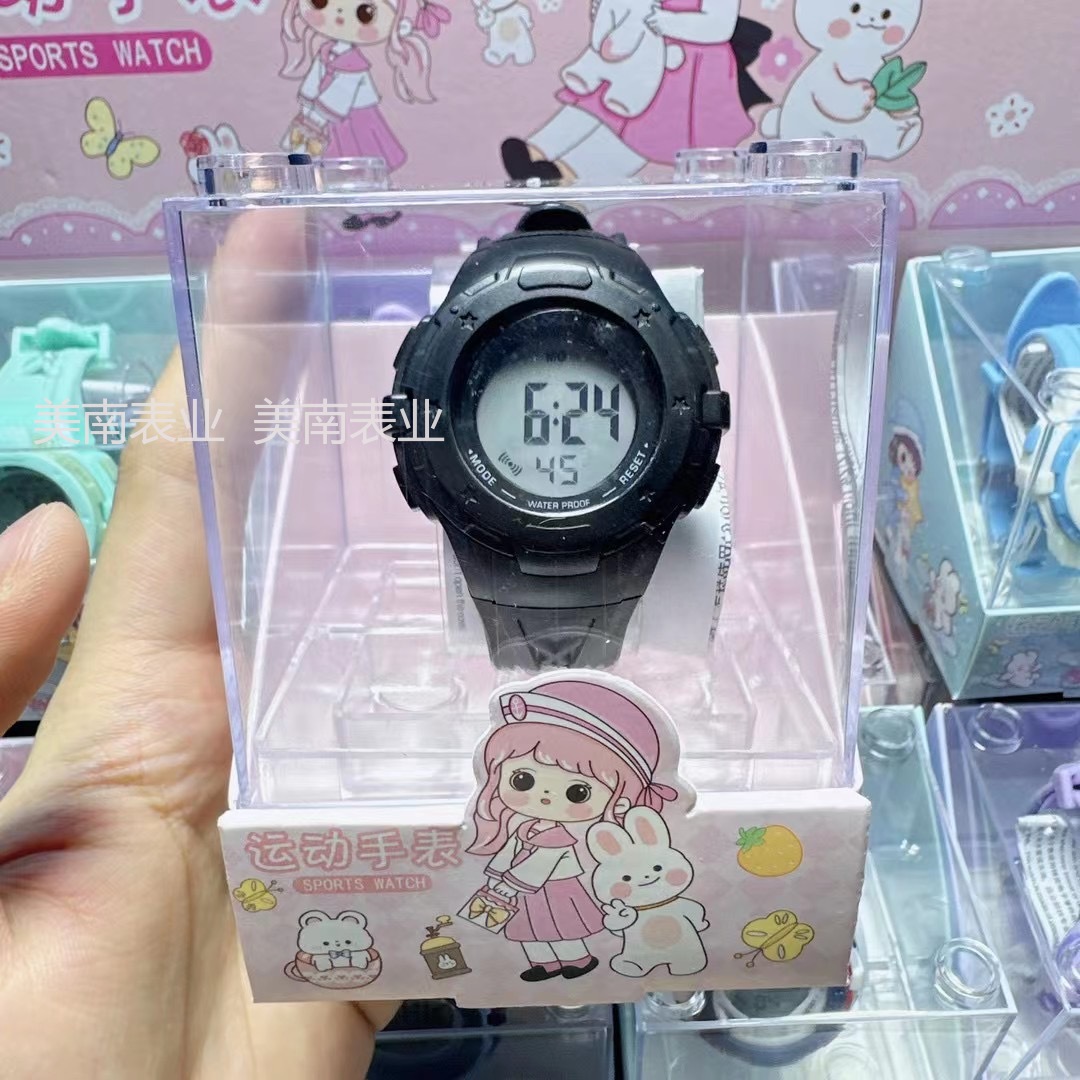 SPORTS WATCH
美南表业 美南表业
MO
6:24
45
MODE
RESET
WATER PROOF
运动手表
SPORTS WATCH